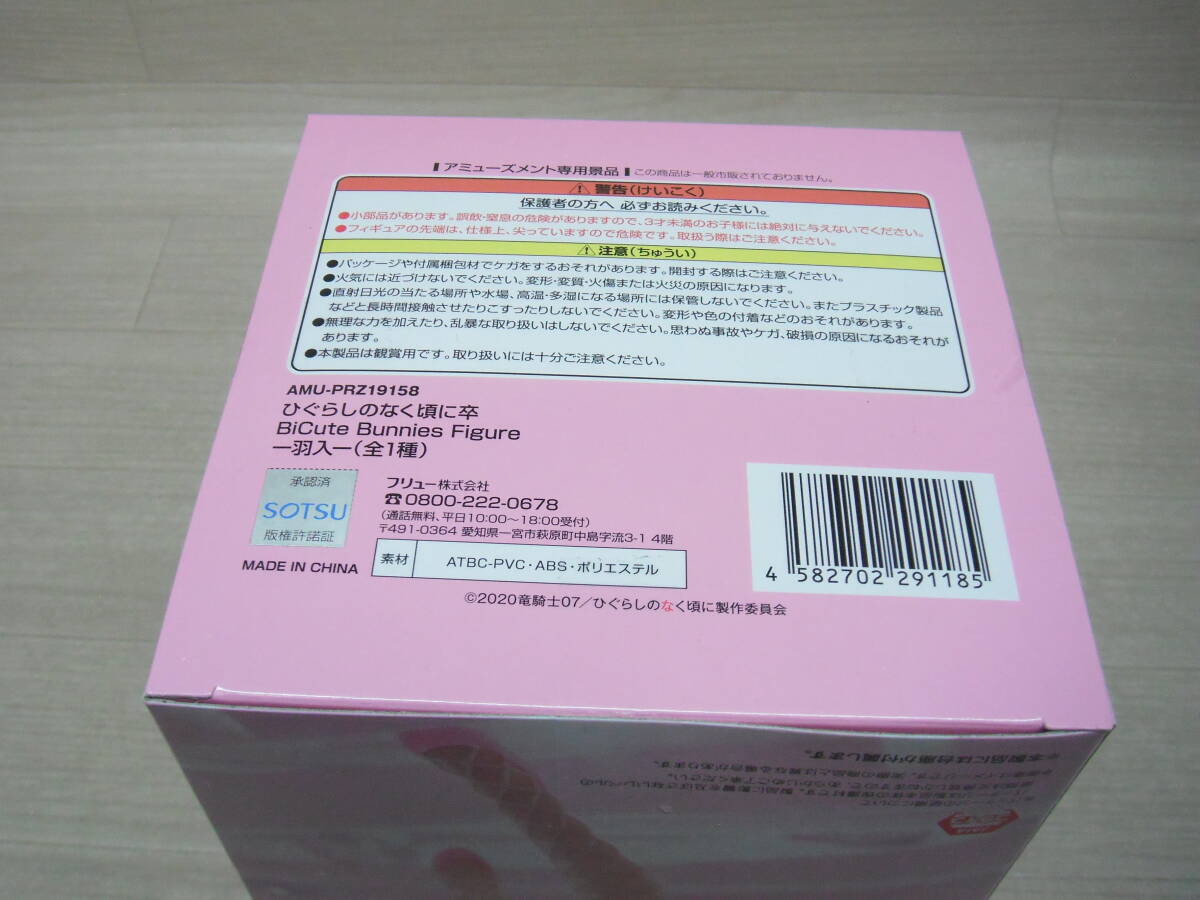 アミューズメント専用景品 この商品は一般市販されておりません。
⚠警告(けいこく)
保護者の方へ 必ずお読みください。
●小部品があります。誤飲・窒息の危険がありますので、3才未満のお子様には絶対に与えないでください。
●フィギュアの先端は、仕様上、尖っていますので危険です。取扱う際はご注意ください。
⚠注意(ちゅうい)
●パッケージや付属梱包材でケガをするおそれがあります。開封する際はご注意ください。
●火気には近づけないでください。変形・変質・火傷または火災の原因になります。
●直射日光の当たる場所や水場、高温・多湿になる場所には保管しないでください。またプラスチック製品
などと長時間接触させたりこすったりしないでください。変形や色の付着などのおそれがあります。
●無理な力を加えたり、乱暴な取り扱いはしないでください。思わぬ事故やケガ、破損の原因になるおそれが
あります。
●本製品は観賞用です。取り扱いには十分ご注意ください。
AMU-PRZ19158
ひぐらしのなく頃に卒
BiCute Bunnies Figure
ー羽入ー(全1種)
承認済
SOTSU
版権許諾証
フリュー株式会社
☎0800-222-0678
(通話無料、平日10:00～18:00受付)
〒491-0364 愛知県一宮市萩原町中島字流3-1 4階
素材 ATBC-PVC・ABS・ポリエステル
MADE IN CHINA
4 582702 291185
©2020竜騎士07/ひぐらしのなく頃に製作委員会
※本製品には台座が付属します。